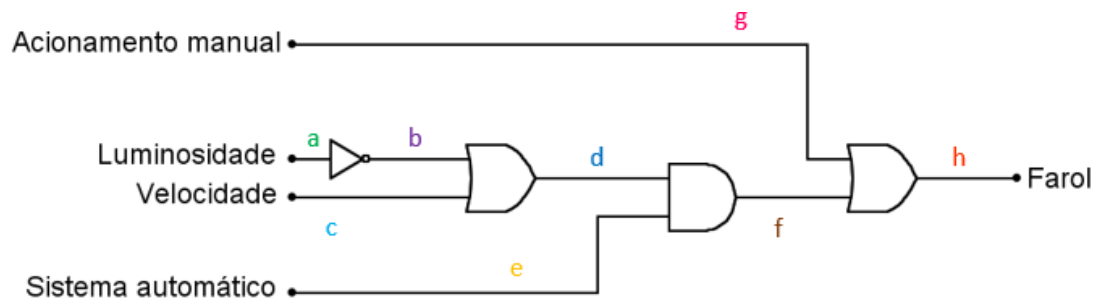 g
Acionamento manual
a
b
Luminosidade
d
h
Farol
Velocidade
c
f
e
Sistema automático